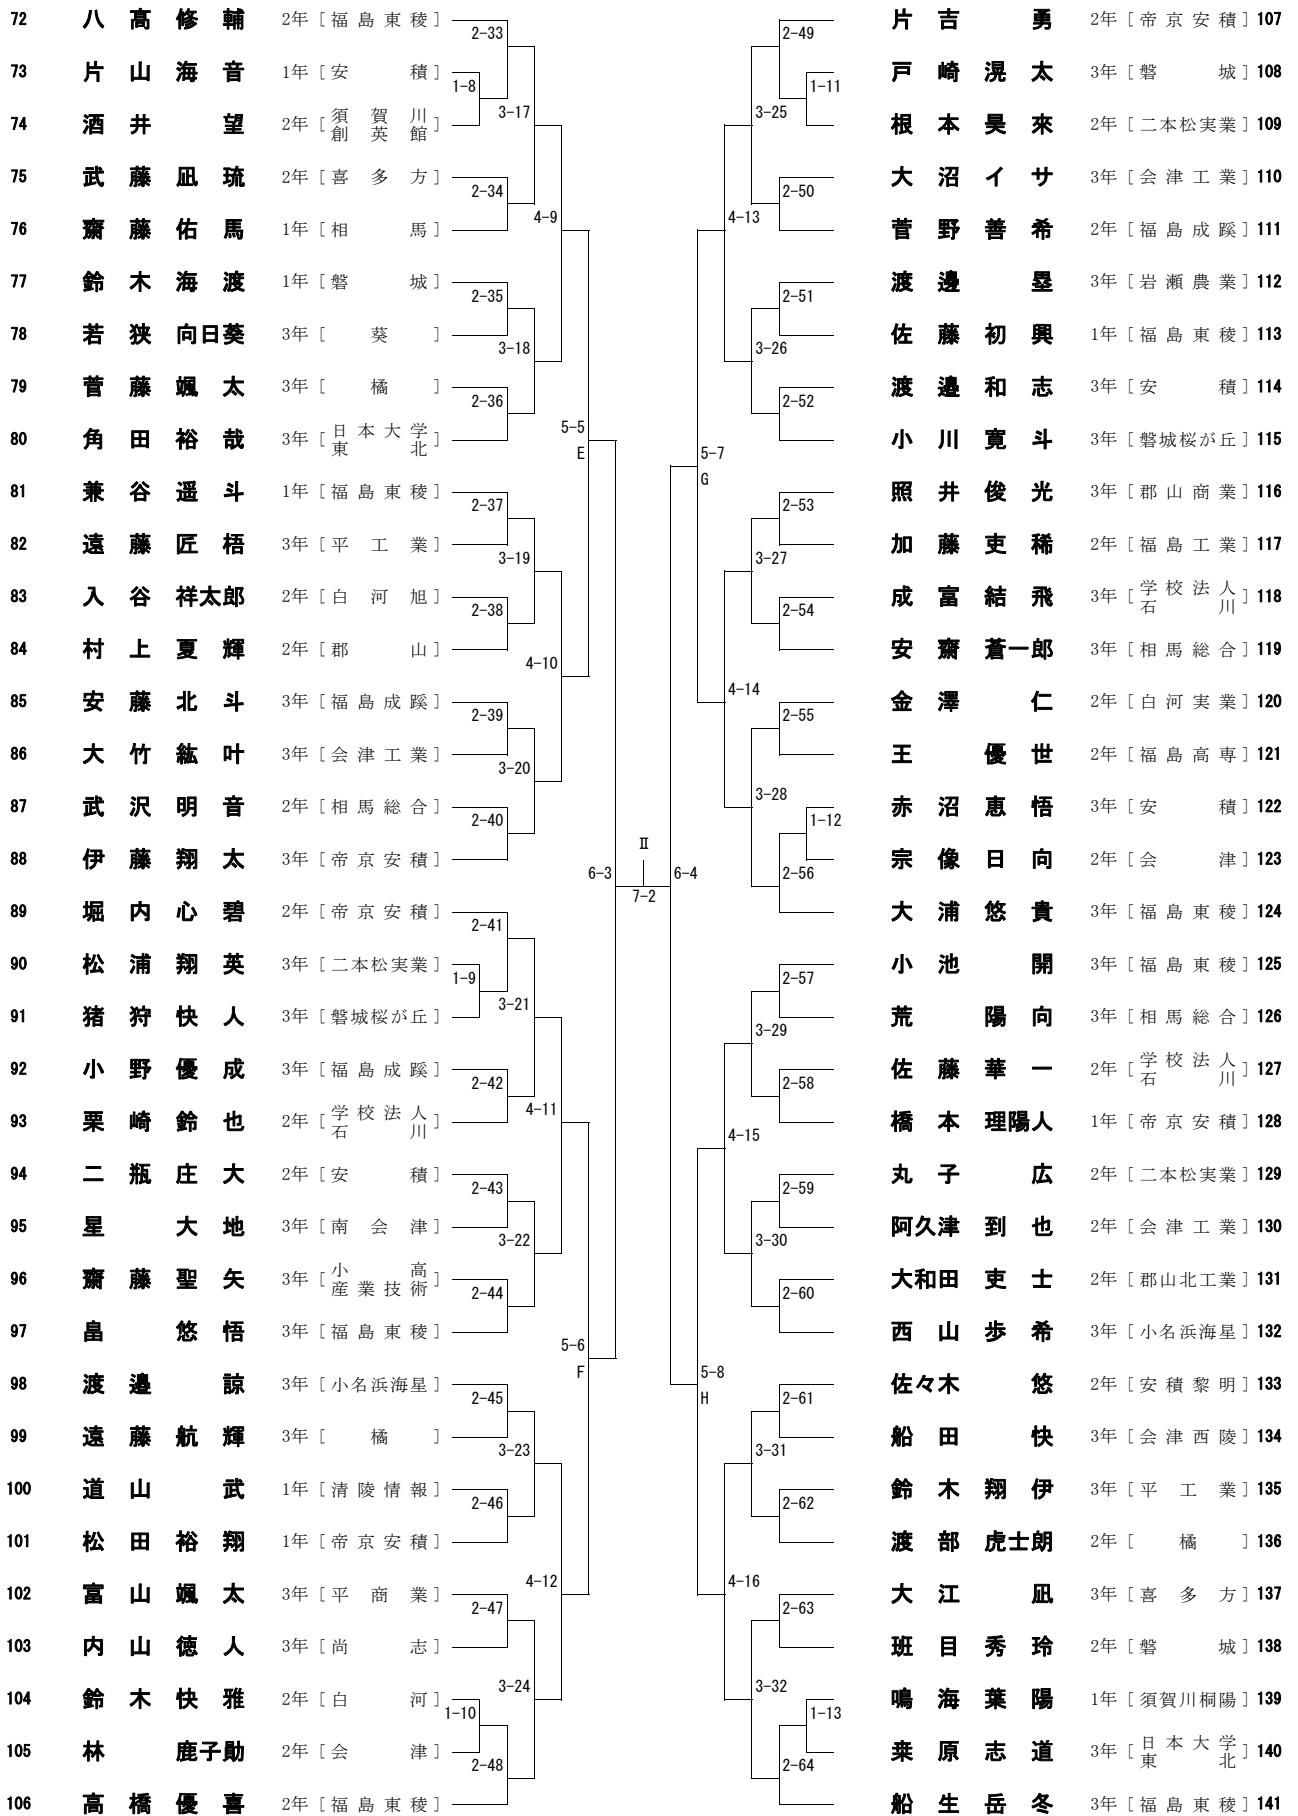 72 八高修輔 2年［福島東稜］
2-33
73 片山海音 1年［安積］
1-8
3-17
74 酒井望 2年［須賀川創英館］
75 武藤凪琉 2年［喜多方］
2-34
4-9
76 齋藤佑馬 1年［相馬］
77 鈴木海渡 1年［磐城］
2-35
78 若狭向日葵 3年［葵］
3-18
79 菅藤颯太 3年［橘］
2-36
5-5
80 角田裕哉 3年［日本大学東北］
E
81 兼谷遥斗 1年［福島東稜］
2-37
82 遠藤匠梧 3年［平工業］
3-19
83 入谷祥太郎 2年［白河旭］
2-38
84 村上夏輝 2年［郡山］
4-10
85 安藤北斗 3年［福島成蹊］
2-39
86 大竹紘叶 3年［会津工業］
3-20
87 武沢明音 2年［相馬総合］
2-40
88 伊藤翔太 3年［帝京安積］
6-3
89 堀内心碧 2年［帝京安積］
2-41
90 松浦翔英 3年［二本松実業］
1-9
3-21
91 猪狩快人 3年［磐城桜が丘］
92 小野優成 3年［福島成蹊］
2-42
4-11
93 栗崎鈴也 2年［学校法人石川］
94 二瓶庄大 2年［安積］
2-43
95 星大地 3年［南会津］
3-22
96 齋藤聖矢 3年［小高産業技術］
2-44
97 畠悠悟 3年［福島東稜］
5-6
F
98 渡邉諒 3年［小名浜海星］
2-45
99 遠藤航輝 3年［橘］
3-23
100 道山武 1年［清陵情報］
2-46
101 松田裕翔 1年［帝京安積］
4-12
102 富山颯太 3年［平商業］
2-47
103 内山徳人 3年［尚志］
3-24
104 鈴木快雅 2年［白河］
1-10
105 林鹿子勛 2年［会津］
2-48
106 高橋優喜 2年［福島東稜］
Ⅱ
7-2
片吉勇 2年［帝京安積］107
2-49
戸崎滉太 3年［磐城］108
1-11
3-25
根本昊來 2年［二本松実業］109
大沼イサ 3年［会津工業］110
2-50
4-13
菅野善希 2年［福島成蹊］111
渡邊塁 3年［岩瀬農業］112
2-51
佐藤初興 1年［福島東稜］113
3-26
渡邉和志 3年［安積］114
2-52
小川寛斗 3年［磐城桜が丘］115
5-7
G
照井俊光 3年［郡山商業］116
2-53
加藤吏稀 2年［福島工業］117
3-27
成富結飛 3年［学校法人石川］118
2-54
安齋蒼一郎 3年［相馬総合］119
4-14
金澤仁 2年［白河実業］120
2-55
王優世 2年［福島高専］121
3-28
赤沼恵悟 3年［安積］122
1-12
宗像日向 2年［会津］123
2-56
6-4
大浦悠貴 3年［福島東稜］124
小池開 3年［福島東稜］125
2-57
荒陽向 3年［相馬総合］126
3-29
佐藤華一 2年［学校法人石川］127
2-58
橋本理陽人 1年［帝京安積］128
4-15
丸子広 2年［二本松実業］129
2-59
阿久津到也 2年［会津工業］130
3-30
大和田吏士 2年［郡山北工業］131
2-60
西山歩希 3年［小名浜海星］132
5-8
H
佐々木悠 2年［安積黎明］133
2-61
船田快 3年［会津西陵］134
3-31
鈴木翔伊 3年［平工業］135
2-62
渡部虎士朗 2年［橘］136
4-16
大江凪 3年［喜多方］137
2-63
班目秀玲 2年［磐城］138
3-32
鳴海葉陽 1年［須賀川桐陽］139
1-13
桒原志道 3年［日本大学東北］140
2-64
船生岳冬 3年［福島東稜］141